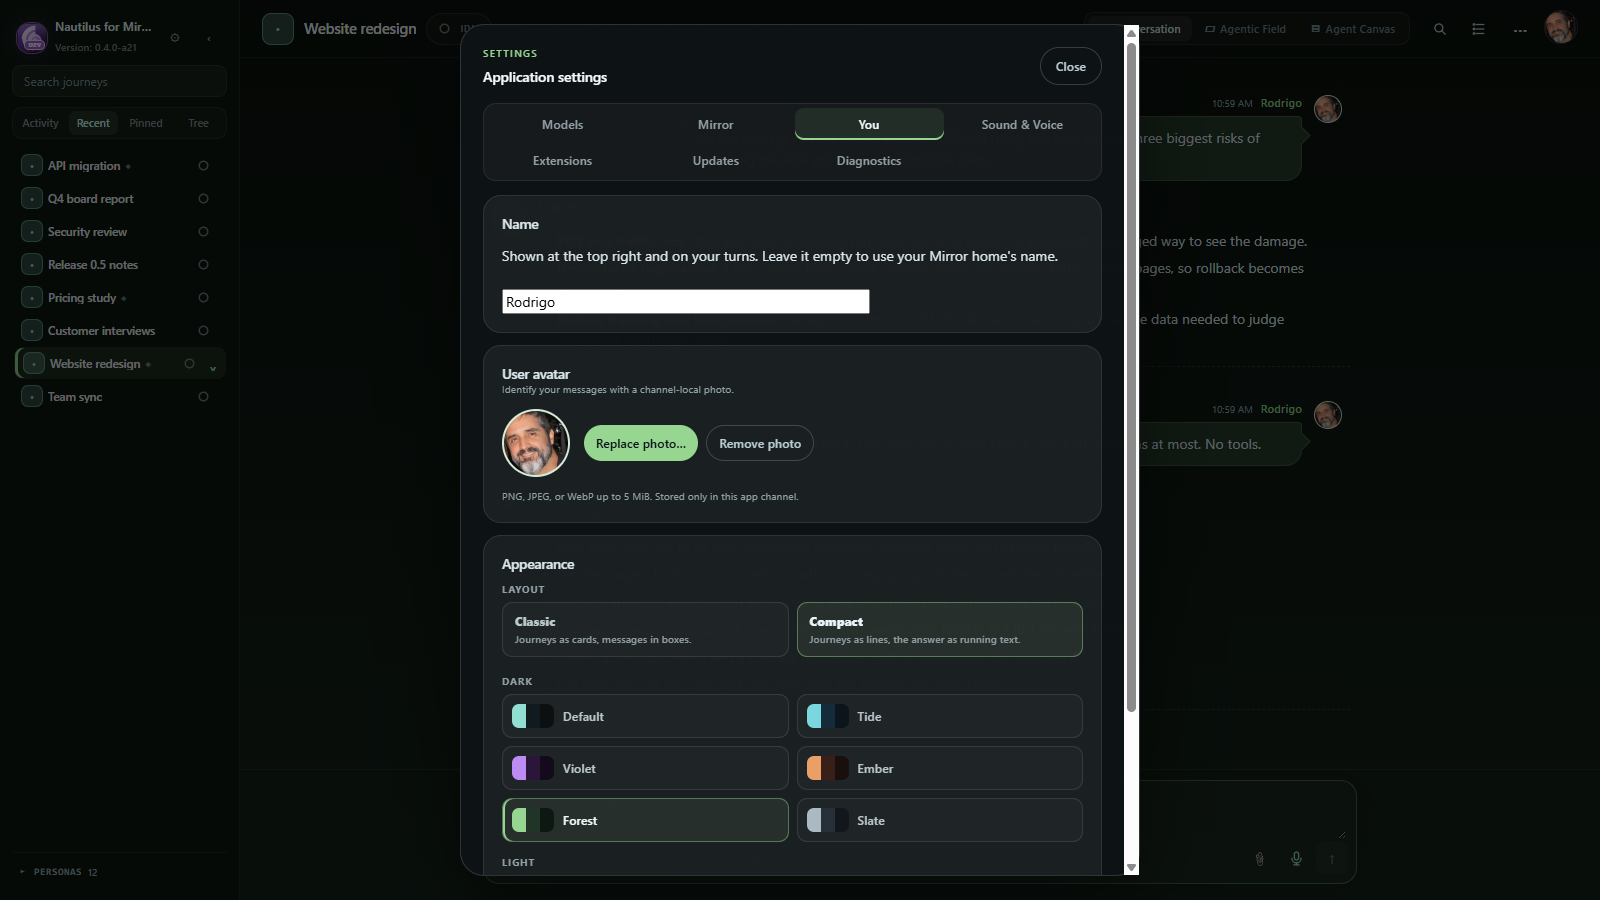 Nautilus for Mir...
Version: 0.4.0-a21
DEV
Search journeys
Activity
Recent
Pinned
Tree
API migration
Q4 board report
Security review
Release 0.5 notes
Pricing study
Customer interviews
Website redesign
Team sync
PERSONAS 12
Website redesign
Agentic Field
Agent Canvas
10:59 AM Rodrigo
biggest risks of
way to see the damage.
so rollback becomes
data needed to judge
10:59 AM Rodrigo
at most. No tools.
SETTINGS
Application settings
Close
Models
Mirror
You
Sound & Voice
Extensions
Updates
Diagnostics
Name
Shown at the top right and on your turns. Leave it empty to use your Mirror home's name.
Rodrigo
User avatar
Identify your messages with a channel-local photo.
Replace photo...
Remove photo
PNG, JPEG, or WebP up to 5 MiB. Stored only in this app channel.
Appearance
LAYOUT
Classic
Journeys as cards, messages in boxes.
Compact
Journeys as lines, the answer as running text.
DARK
Default
Tide
Violet
Ember
Forest
Slate
LIGHT